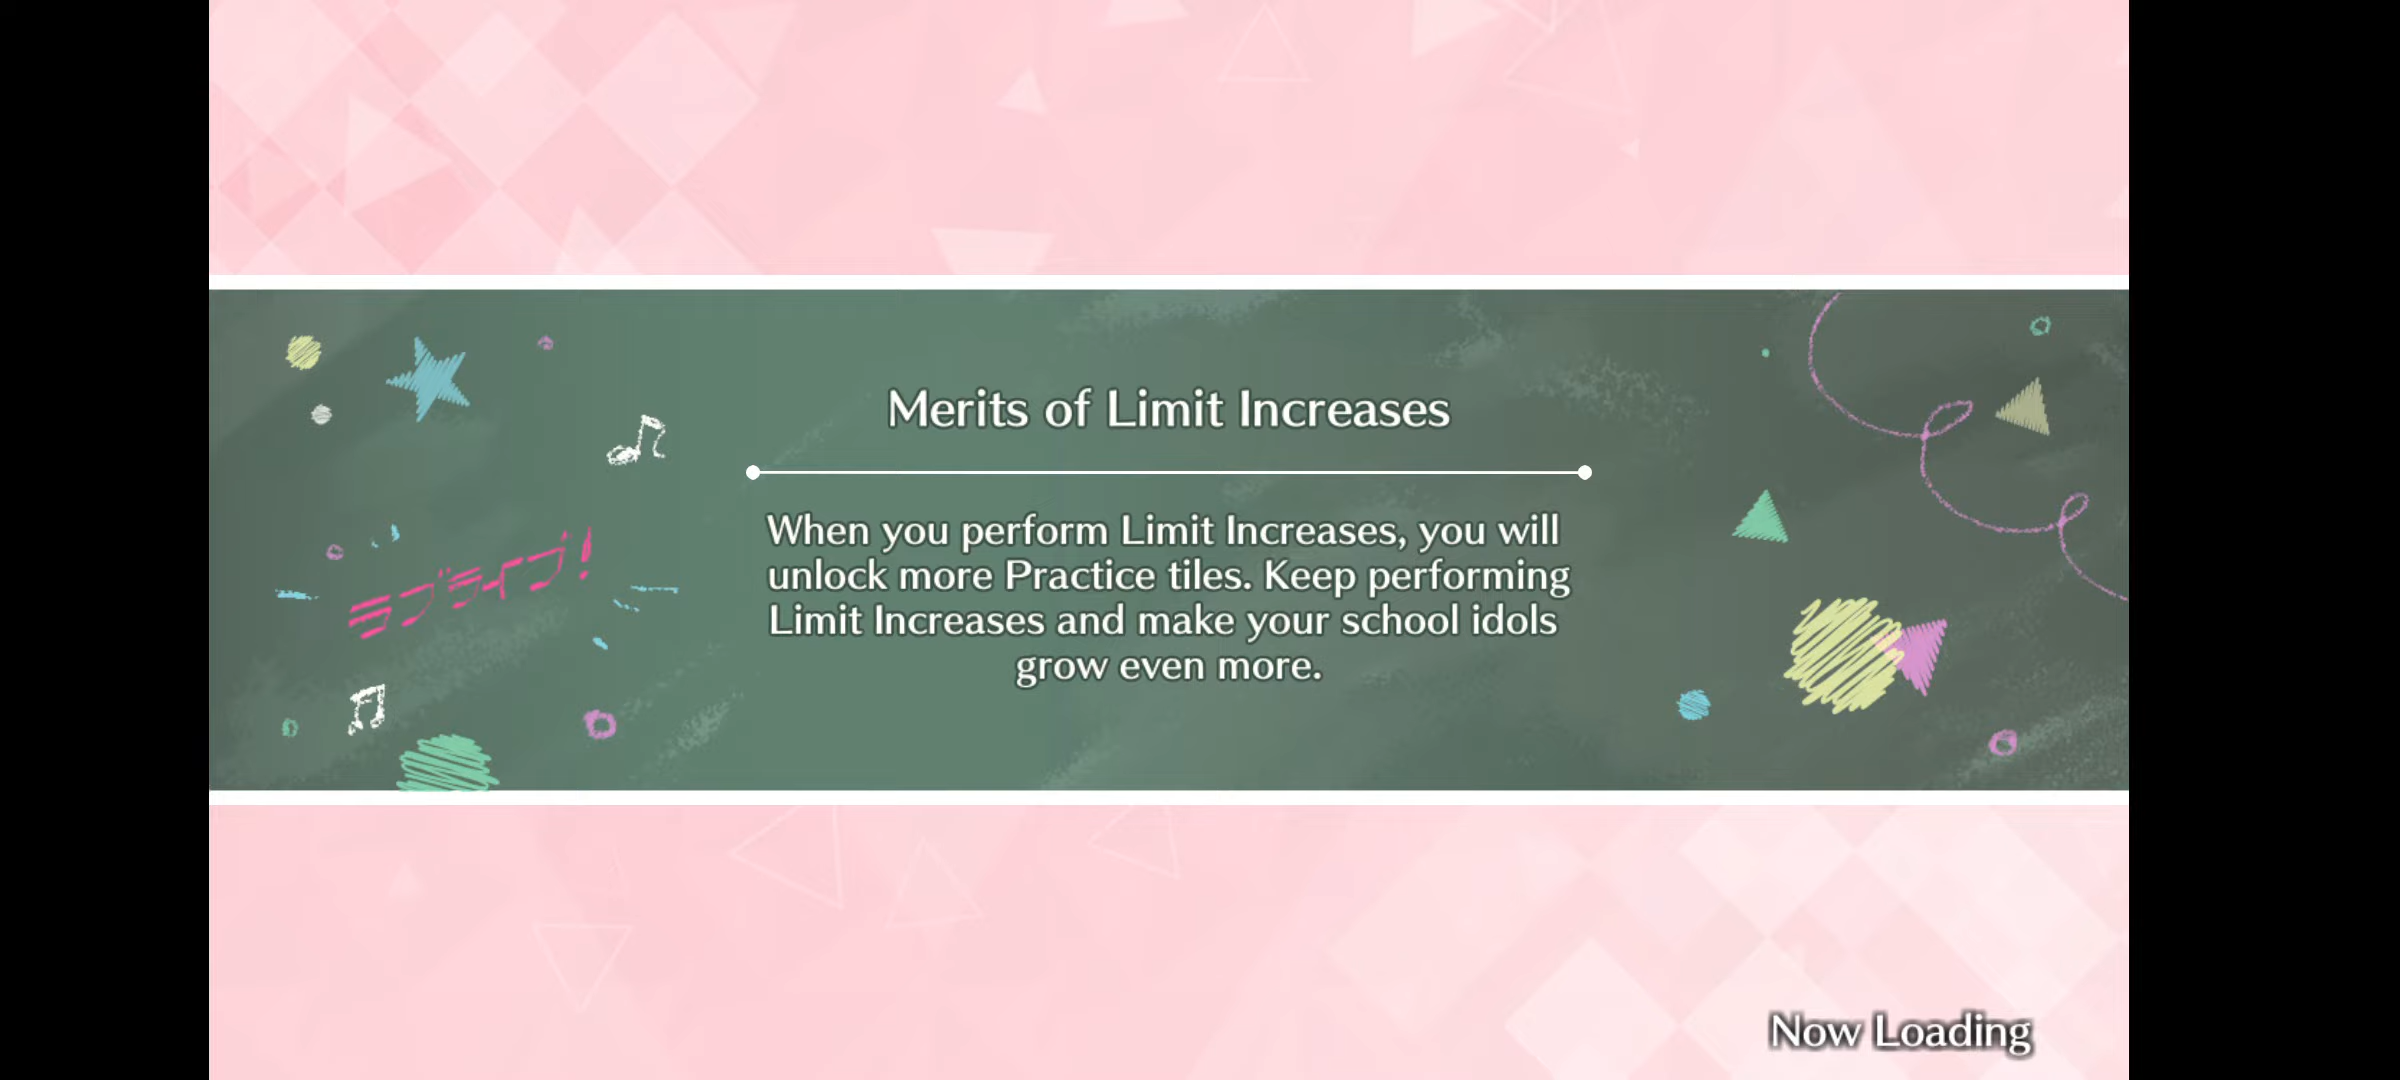 Merits of Limit Increases
When you perform Limit Increases, you will
unlock more Practice tiles. Keep performing
Limit Increases and make your school idols
grow even more.
ラブライブ!
Now Loading